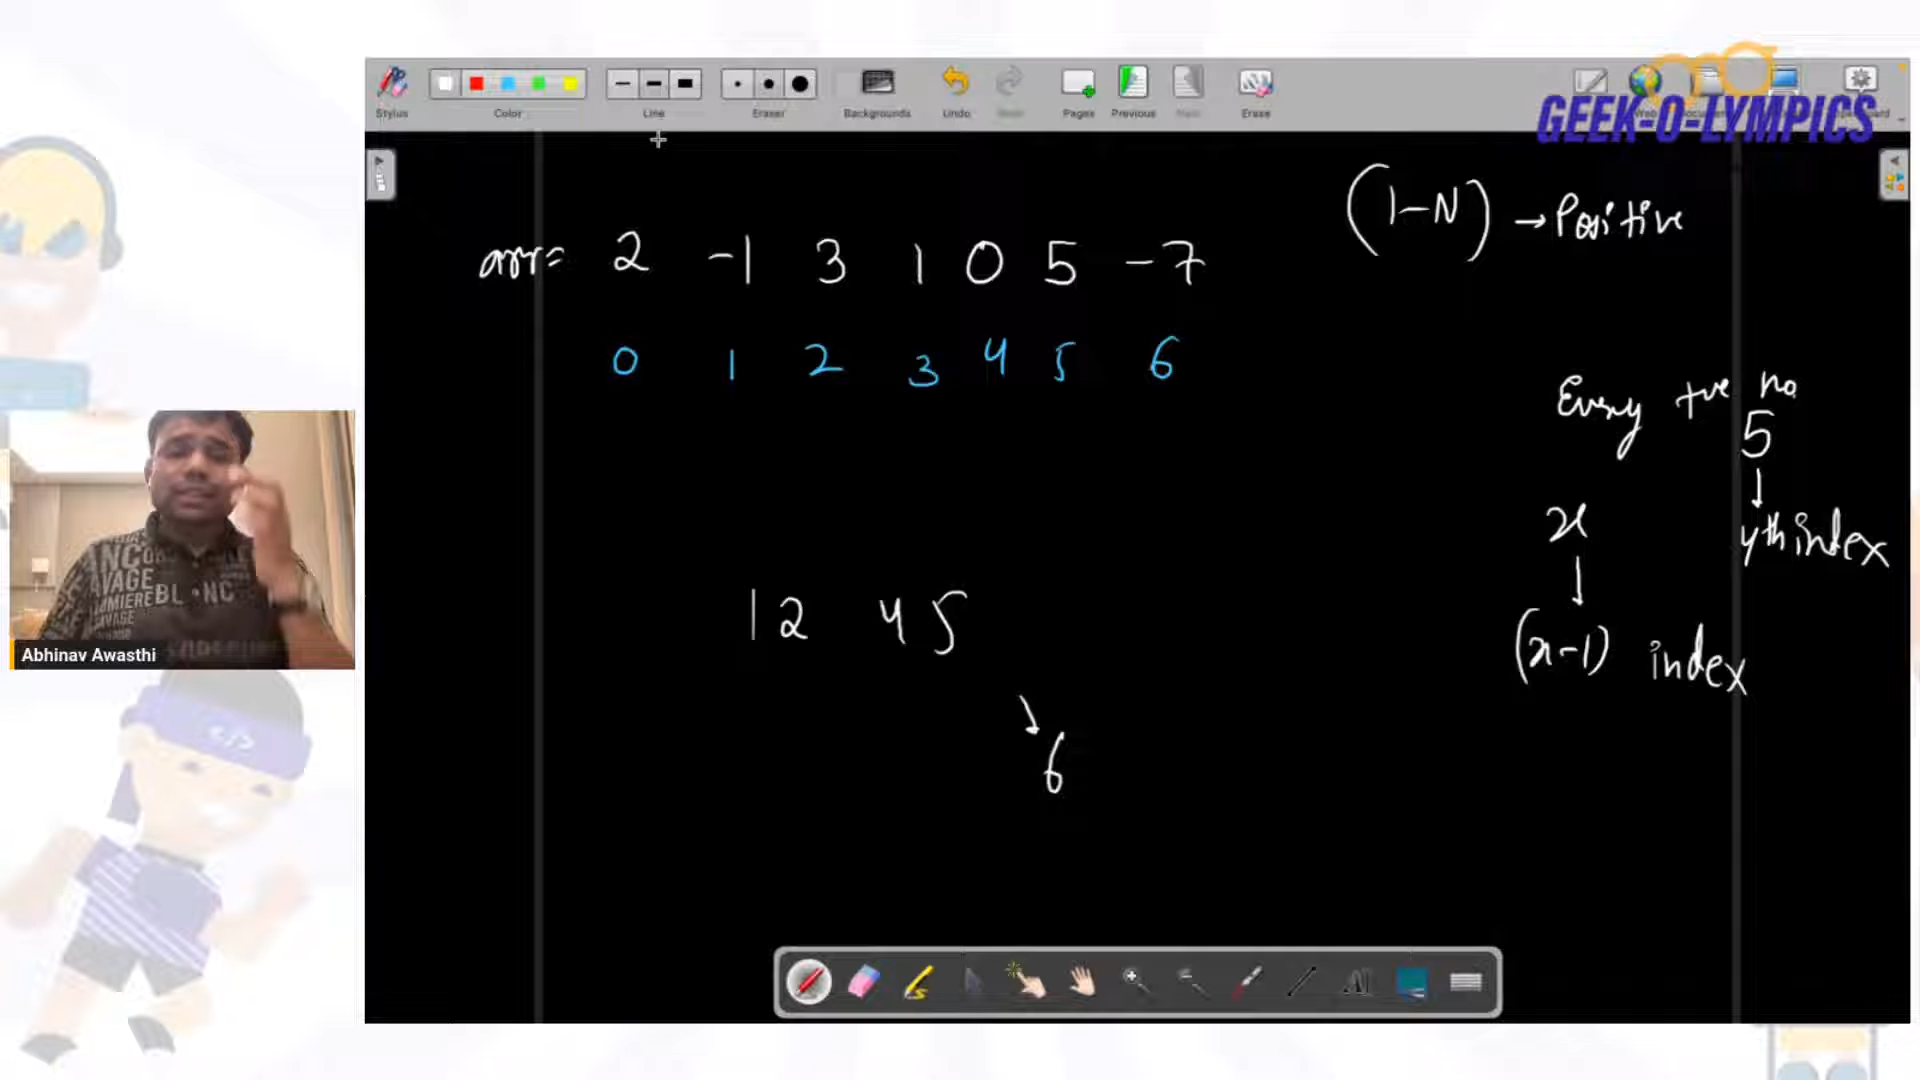 GEEK-O-LYMPICS
Stylus Color Line Eraser Backgrounds Undo Pages Previous Erase
(1-N) → Positive
arr= 2 -1 3 1 0 5 -7
0 1 2 3 4 5 6
Every +ve no
5
↓
x 4th index
↓
(x-1) index
1 2 4 5
↘
6
Abhinav Awasthi